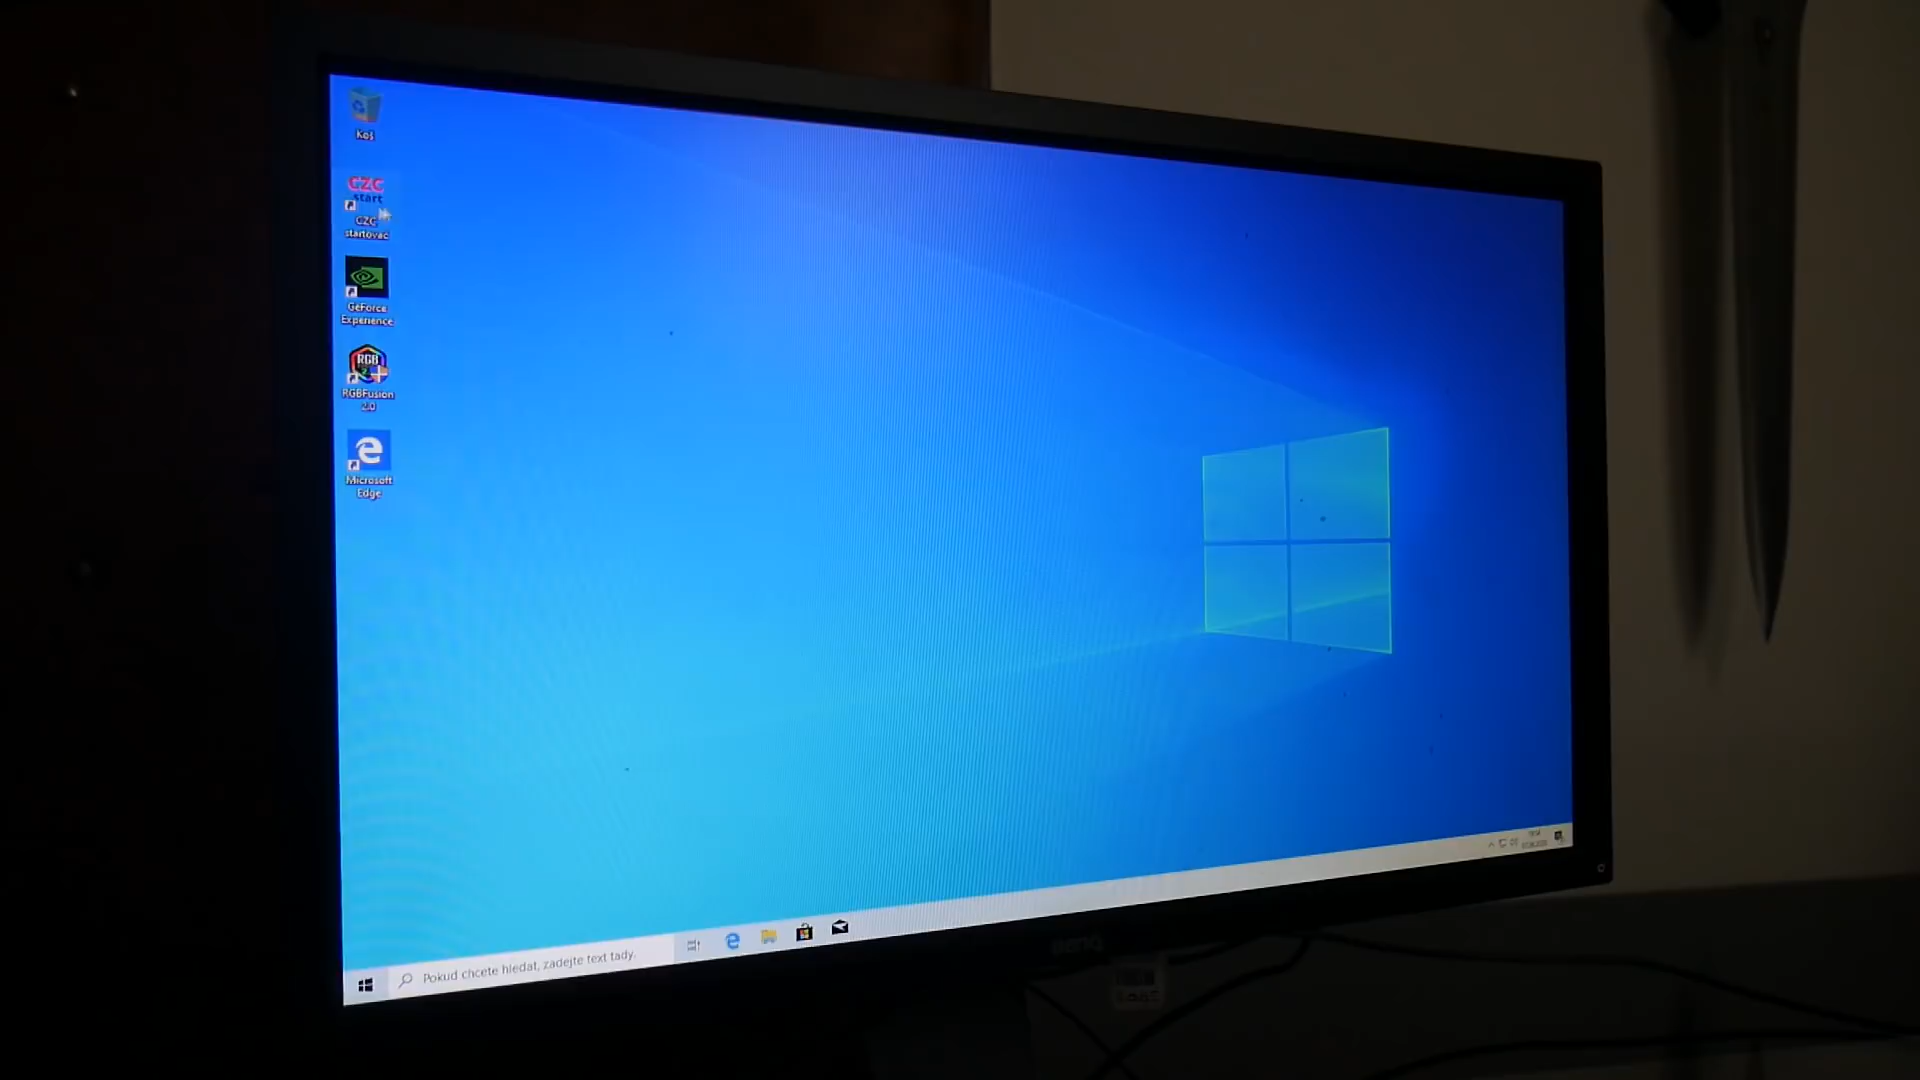 Koš
CZC
start
CZC
startovač
GeForce
Experience
RGB
RGBFusion
2.0
Microsoft
Edge
Pokud chcete hledat, zadejte text tady.
BenQ